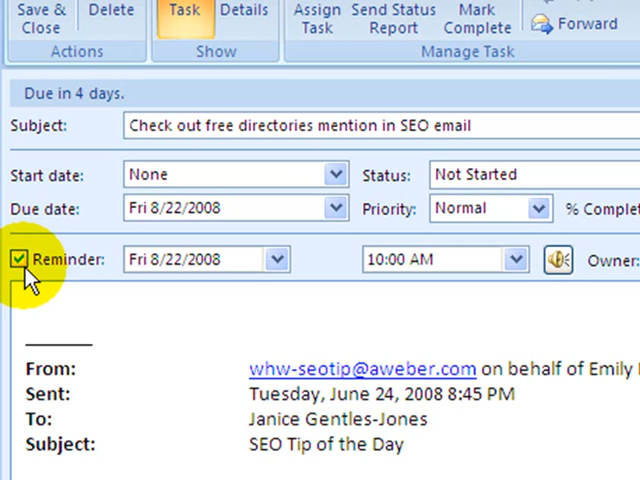 Save & Close Delete Task Details Assign Task Send Status Report Mark Complete Forward
Actions Show Manage Task
Due in 4 days.
Subject: Check out free directories mention in SEO email
Start date: None Status: Not Started
Due date: Fri 8/22/2008 Priority: Normal % Complet
Reminder: Fri 8/22/2008 10:00 AM Owner:
From: whw-seotip@aweber.com on behalf of Emily
Sent: Tuesday, June 24, 2008 8:45 PM
To: Janice Gentles-Jones
Subject: SEO Tip of the Day